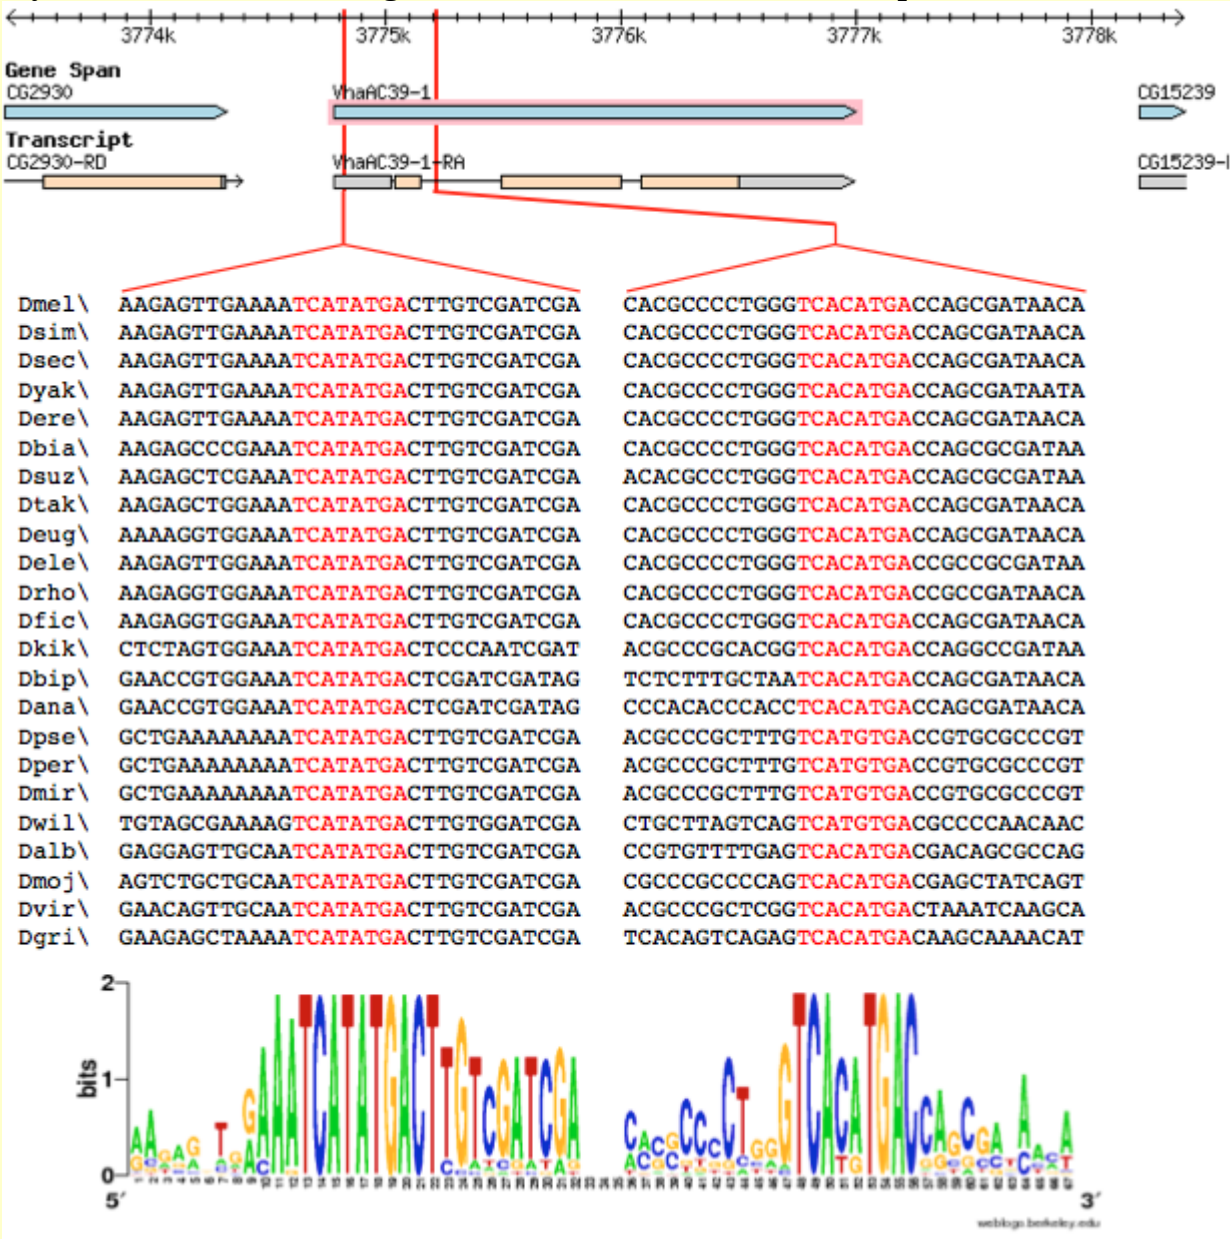 3774k 3775k 3776k 3777k 3778k
Gene Span
CG2930 VhaAC39-1 CG15239
Transcript
CG2930-RD VhaAC39-1-RA CG15239-
Dmel\ AAGAGTTGAAAATCATATGACTTGTCGATCGA CACGCCCCTGGGTCACATGACCAGCGATAACA
Dsim\ AAGAGTTGAAAATCATATGACTTGTCGATCGA CACGCCCCTGGGTCACATGACCAGCGATAACA
Dsec\ AAGAGTTGAAAATCATATGACTTGTCGATCGA CACGCCCCTGGGTCACATGACCAGCGATAACA
Dyak\ AAGAGTTGAAAATCATATGACTTGTCGATCGA CACGCCCCTGGGTCACATGACCAGCGATAATA
Dere\ AAGAGTTGAAAATCATATGACTTGTCGATCGA CACGCCCCTGGGTCACATGACCAGCGATAACA
Dbia\ AAGAGCCCGAAATCATATGACTTGTCGATCGA CACGCCCCTGGGTCACATGACCAGCGCGATAA
Dsuz\ AAGAGCTCGAAATCATATGACTTGTCGATCGA ACACGCCCTGGGTCACATGACCAGCGCGATAA
Dtak\ AAGAGCTGGAAATCATATGACTTGTCGATCGA CACGCCCCTGGGTCACATGACCAGCGATAACA
Deug\ AAAAGGTGGAAATCATATGACTTGTCGATCGA CACGCCCCTGGGTCACATGACCAGCGATAACA
Dele\ AAGAGTTGGAAATCATATGACTTGTCGATCGA CACGCCCCTGGGTCACATGACCGCCGCGATAA
Drho\ AAGAGGTGGAAATCATATGACTTGTCGATCGA CACGCCCCTGGGTCACATGACCGCCGATAACA
Dfic\ AAGAGGTGGAAATCATATGACTTGTCGATCGA CACGCCCCTGGGTCACATGACCAGCGATAACA
Dkik\ CTCTAGTGGAAATCATATGACTCCCAATCGAT ACGCCCGCACGGTCACATGACCAGGCCGATAA
Dbip\ GAACCGTGGAAATCATATGACTCGATCGATAG TCTCTTTGCTAATCACATGACCAGCGATAACA
Dana\ GAACCGTGGAAATCATATGACTCGATCGATAG CCCACACCCACCTCACATGACCAGCGATAACA
Dpse\ GCTGAAAAAAAATCATATGACTTGTCGATCGA ACGCCCGCTTTGTCATGTGACCGTGCGCCCGT
Dper\ GCTGAAAAAAAATCATATGACTTGTCGATCGA ACGCCCGCTTTGTCATGTGACCGTGCGCCCGT
Dmir\ GCTGAAAAAAAATCATATGACTTGTCGATCGA ACGCCCGCTTTGTCATGTGACCGTGCGCCCGT
Dwil\ TGTAGCGAAAAGTCATATGACTTGTGGATCGA CTGCTTAGTCAGTCATGTGACGCCCCAACAAC
Dalb\ GAGGAGTTGCAATCATATGACTTGTCGATCGA CCGTGTTTTGAGTCACATGACGACAGCGCCAG
Dmoj\ AGTCTGCTGCAATCATATGACTTGTCGATCGA CGCCCGCCCCAGTCACATGACGAGCTATCAGT
Dvir\ GAACAGTTGCAATCATATGACTTGTCGATCGA ACGCCCGCTCGGTCACATGACTAAATCAAGCA
Dgri\ GAAGAGCTAAAATCATATGACTTGTCGATCGA TCACAGTCAGAGTCACATGACAAGCAAAACAT
2
bits
1
0
5′ 3′
weblogo.berkeley.edu